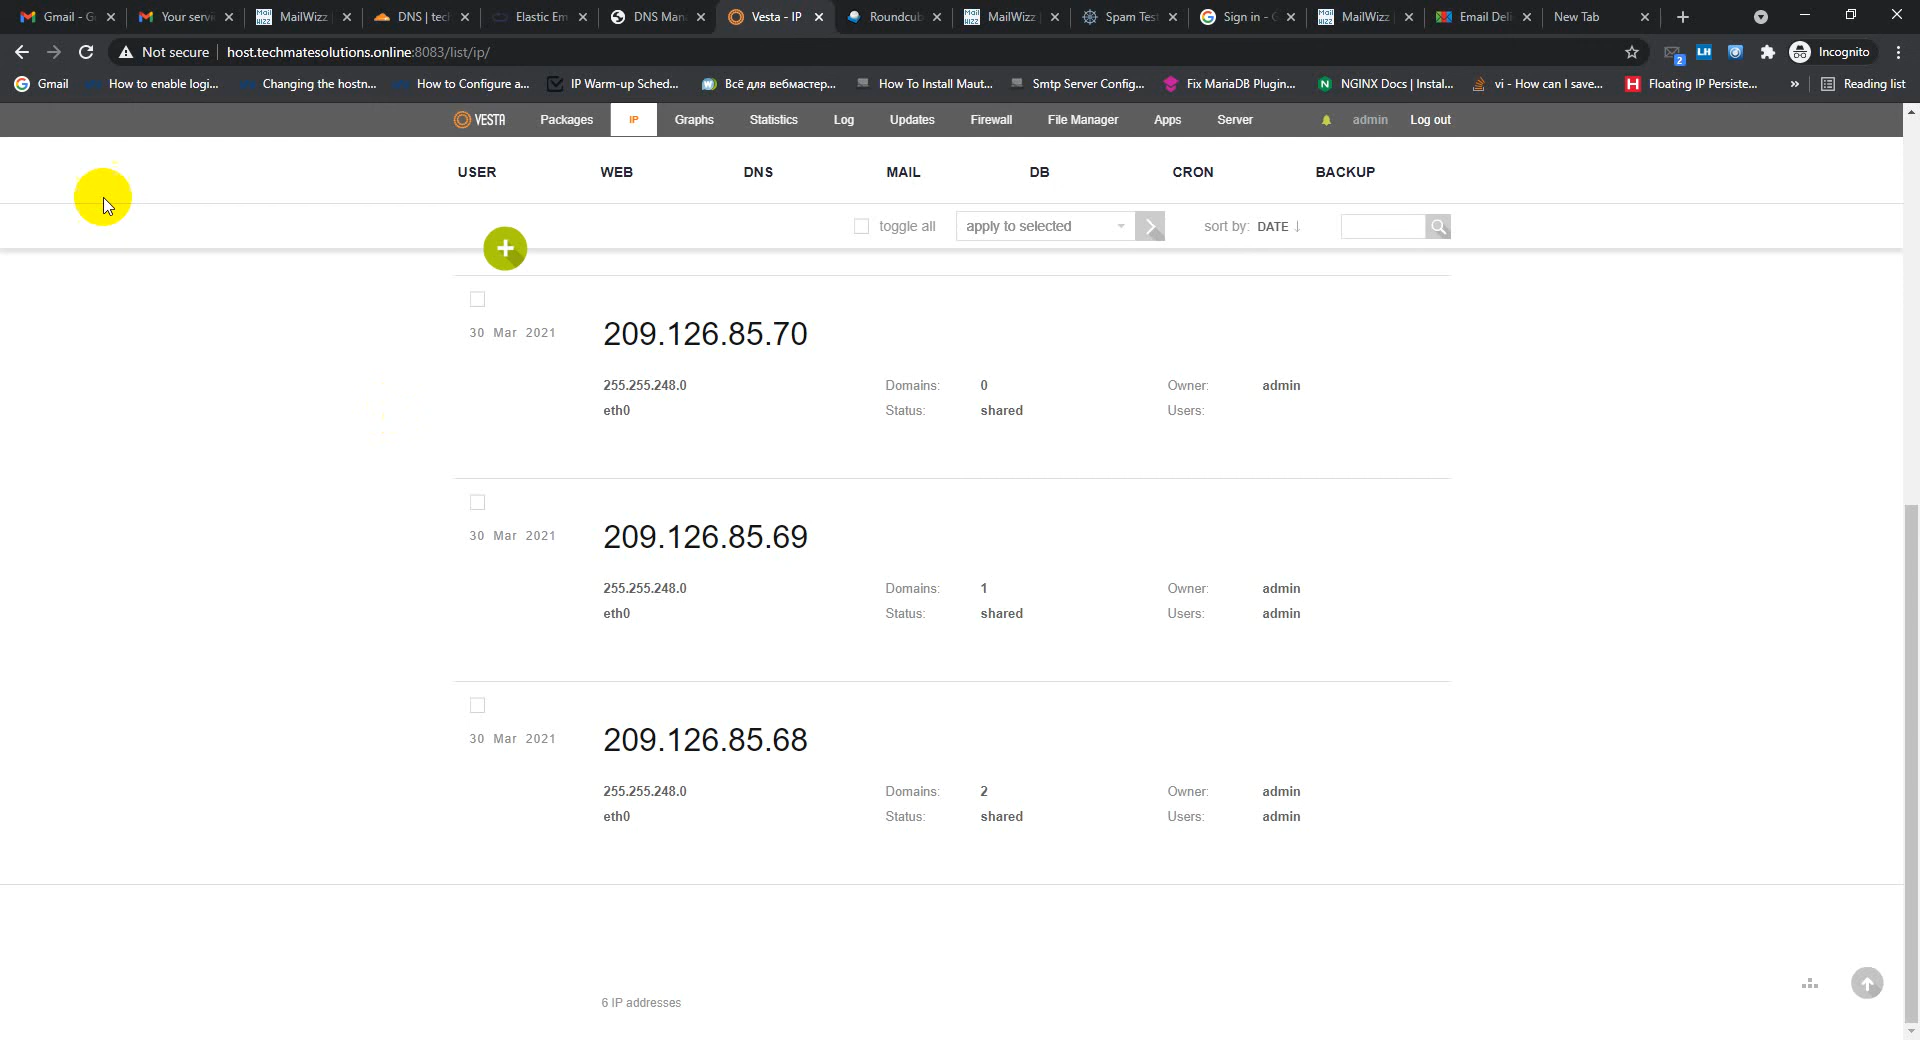 Gmail - G
Your servi
MailWizz
DNS | tec
Elastic Em
DNS Man
Vesta - IP
Roundcub
MailWizz
Spam Test
Sign in - G
MailWizz
Email Deli
New Tab
Not secure
host.techmatesolutions.online:8083/list/ip/
2
LH
Incognito
Gmail
How to enable logi...
Changing the hostn...
How to Configure a...
IP Warm-up Sched...
Всё для вебмастер...
How To Install Maut...
Smtp Server Config...
Fix MariaDB Plugin...
NGINX Docs | Instal...
vi - How can I save...
Floating IP Persiste...
»
Reading list
VESTA
Packages
IP
Graphs
Statistics
Log
Updates
Firewall
File Manager
Apps
Server
admin
Log out
USER
WEB
DNS
MAIL
DB
CRON
BACKUP
toggle all
apply to selected
sort by: DATE ↓
30 Mar 2021
209.126.85.70
255.255.248.0
Domains: 0
Owner: admin
eth0
Status: shared
Users:
30 Mar 2021
209.126.85.69
255.255.248.0
Domains: 1
Owner: admin
eth0
Status: shared
Users: admin
30 Mar 2021
209.126.85.68
255.255.248.0
Domains: 2
Owner: admin
eth0
Status: shared
Users: admin
6 IP addresses